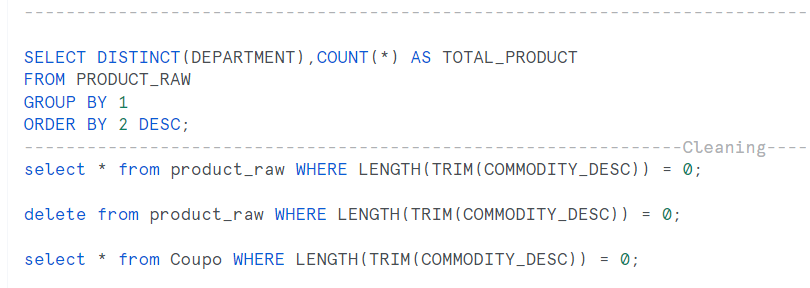 --------------------------------------------------------------------------
SELECT DISTINCT(DEPARTMENT),COUNT(*) AS TOTAL_PRODUCT
FROM PRODUCT_RAW
GROUP BY 1
ORDER BY 2 DESC;
---------------------------------------------------------------Cleaning----
select * from product_raw WHERE LENGTH(TRIM(COMMODITY_DESC)) = 0;
delete from product_raw WHERE LENGTH(TRIM(COMMODITY_DESC)) = 0;
select * from Coupo WHERE LENGTH(TRIM(COMMODITY_DESC)) = 0;